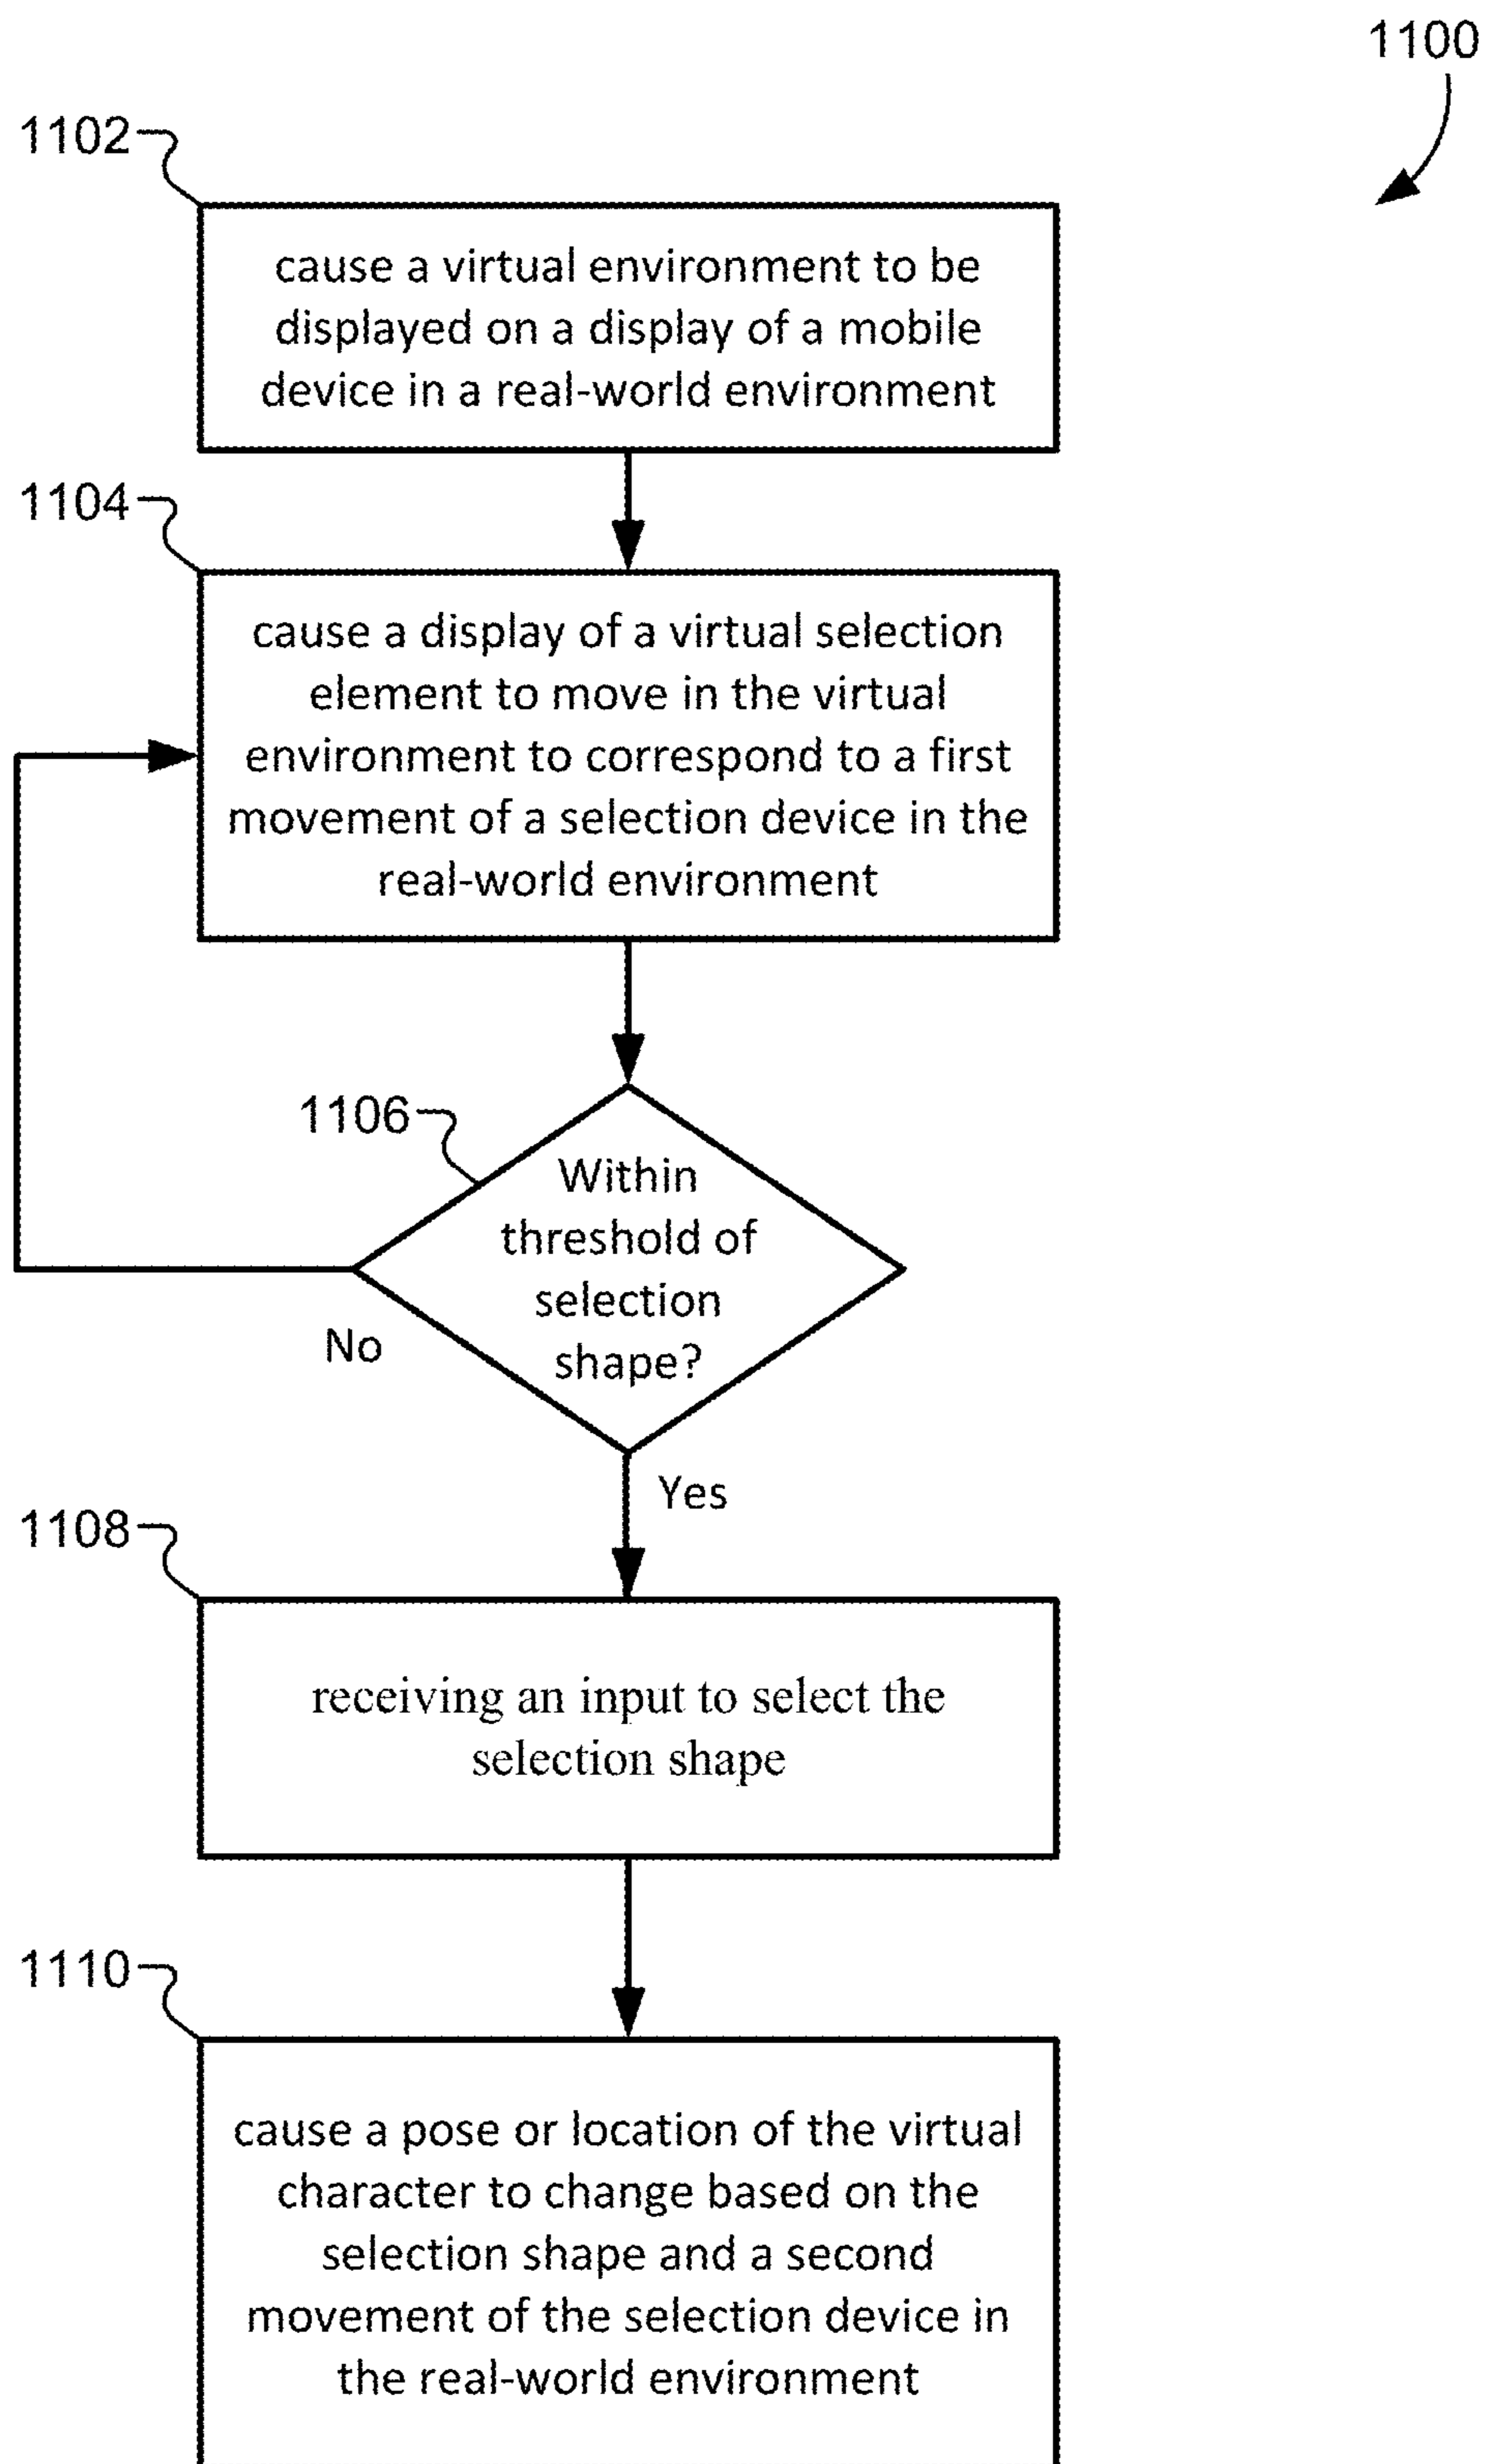 1100
1102
cause a virtual environment to be
displayed on a display of a mobile
device in a real-world environment
1104
cause a display of a virtual selection
element to move in the virtual
environment to correspond to a first
movement of a selection device in the
real-world environment
1106
Within
threshold of
selection
shape?
No
Yes
1108
receiving an input to select the
selection shape
1110
cause a pose or location of the virtual
character to change based on the
selection shape and a second
movement of the selection device in
the real-world environment